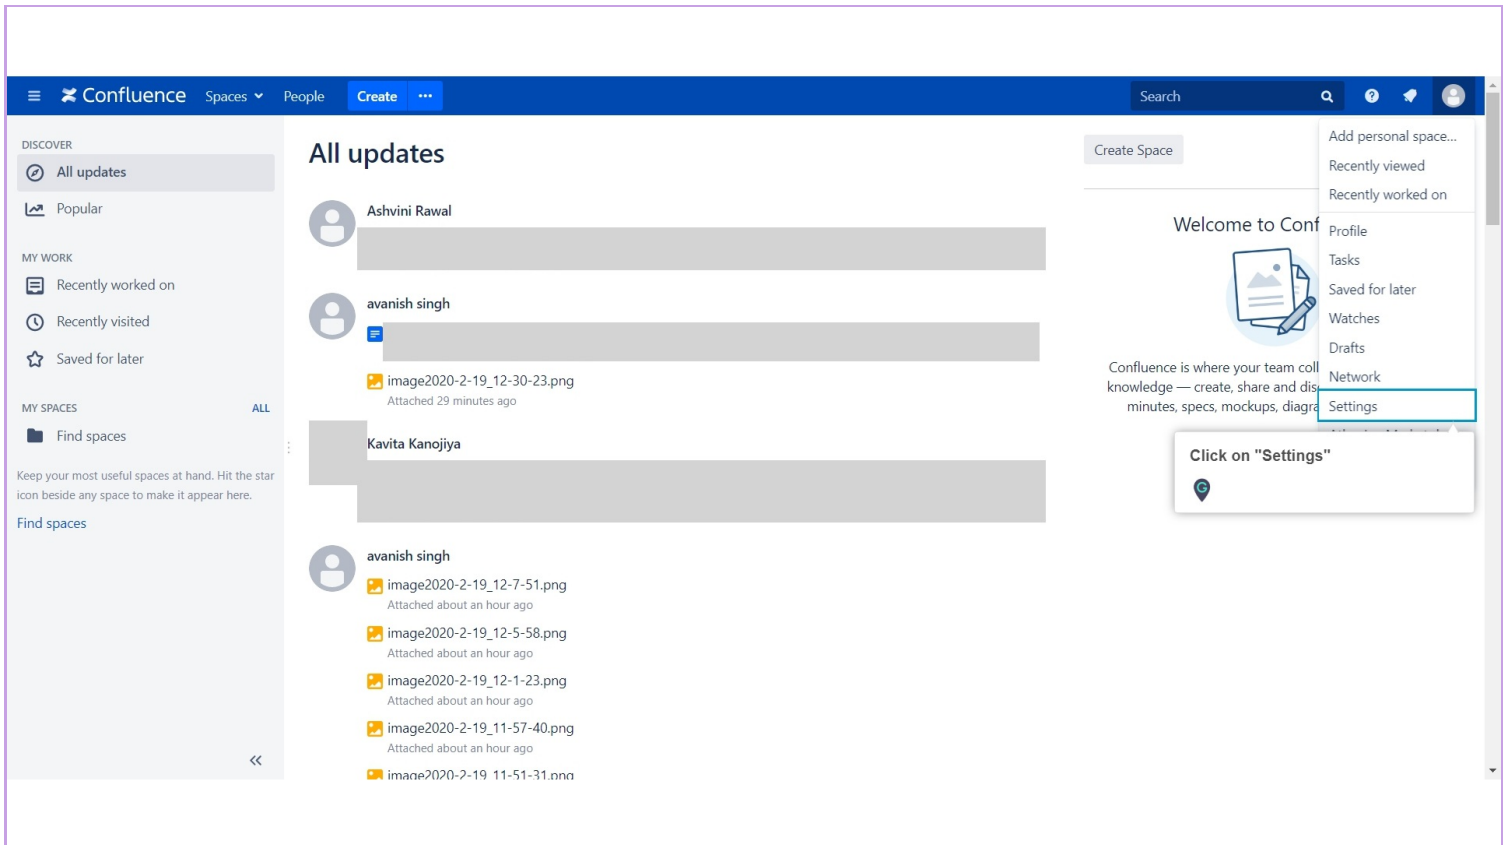 Confluence
Spaces
People
Create
Search
DISCOVER
All updates
Popular
MY WORK
Recently worked on
Recently visited
Saved for later
MY SPACES ALL
Find spaces
Keep your most useful spaces at hand. Hit the star
icon beside any space to make it appear here.
Find spaces
All updates
Ashvini Rawal
avanish singh
image2020-2-19_12-30-23.png
Attached 29 minutes ago
Kavita Kanojiya
avanish singh
image2020-2-19_12-7-51.png
Attached about an hour ago
image2020-2-19_12-5-58.png
Attached about an hour ago
image2020-2-19_12-1-23.png
Attached about an hour ago
image2020-2-19_11-57-40.png
Attached about an hour ago
image2020-2-19_11-51-31.png
Create Space
Welcome to Conf
Confluence is where your team coll
knowledge — create, share and dis
minutes, specs, mockups, diagra
Add personal space...
Recently viewed
Recently worked on
Profile
Tasks
Saved for later
Watches
Drafts
Network
Settings
Click on "Settings"
G